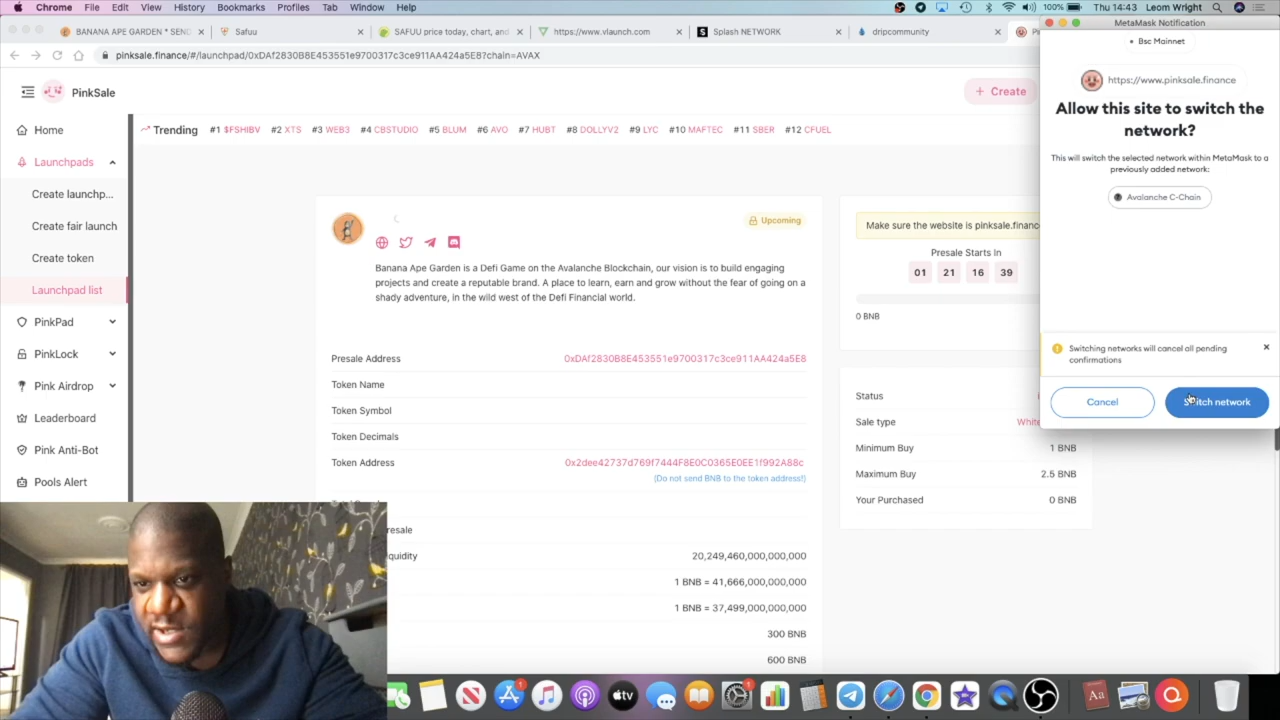 Chrome File Edit View History Bookmarks Profiles Tab Window Help 100% Thu 14:43 Leom Wright
BANANA APE GARDEN * SEND
Safuu
SAFUU price today, chart, and
https://www.vlaunch.com
Splash NETWORK
dripcommunity
pinksale.finance/#/launchpad/0xDAf2830B8E453551e9700317c3ce911AA424a5E8?chain=AVAX
PinkSale
+ Create
Home
Launchpads
Create launchp...
Create fair launch
Create token
Launchpad list
PinkPad
PinkLock
Pink Airdrop
Leaderboard
Pink Anti-Bot
Pools Alert
Trending #1 $FSHIBV #2 XTS #3 WEB3 #4 CBSTUDIO #5 BLUM #6 AVO #7 HUBT #8 DOLLYV2 #9 LYC #10 MAFTEC #11 SBER #12 CFUEL
Upcoming
Banana Ape Garden is a Defi Game on the Avalanche Blockchain, our vision is to build engaging
projects and create a reputable brand. A place to learn, earn and grow without the fear of going on a
shady adventure, in the wild west of the Defi Financial world.
Presale Address 0xDAf2830B8E453551e9700317c3ce911AA424a5E8
Token Name
Token Symbol
Token Decimals
Token Address 0x2dee42737d769f7444F8E0C0365E0EE1f992A88c
(Do not send BNB to the token address!)
resale
quidity 20,249,460,000,000,000
1 BNB = 41,666,000,000,000
1 BNB = 37,499,000,000,000
300 BNB
600 BNB
Make sure the website is pinksale.finance
Presale Starts In
01 21 16 39
0 BNB
Status
Sale type White
Minimum Buy 1 BNB
Maximum Buy 2.5 BNB
Your Purchased 0 BNB
MetaMask Notification
Bsc Mainnet
https://www.pinksale.finance
Allow this site to switch the
network?
This will switch the selected network within MetaMask to a
previously added network:
Avalanche C-Chain
Switching networks will cancel all pending
confirmations
Cancel
Switch network
tv
Aa